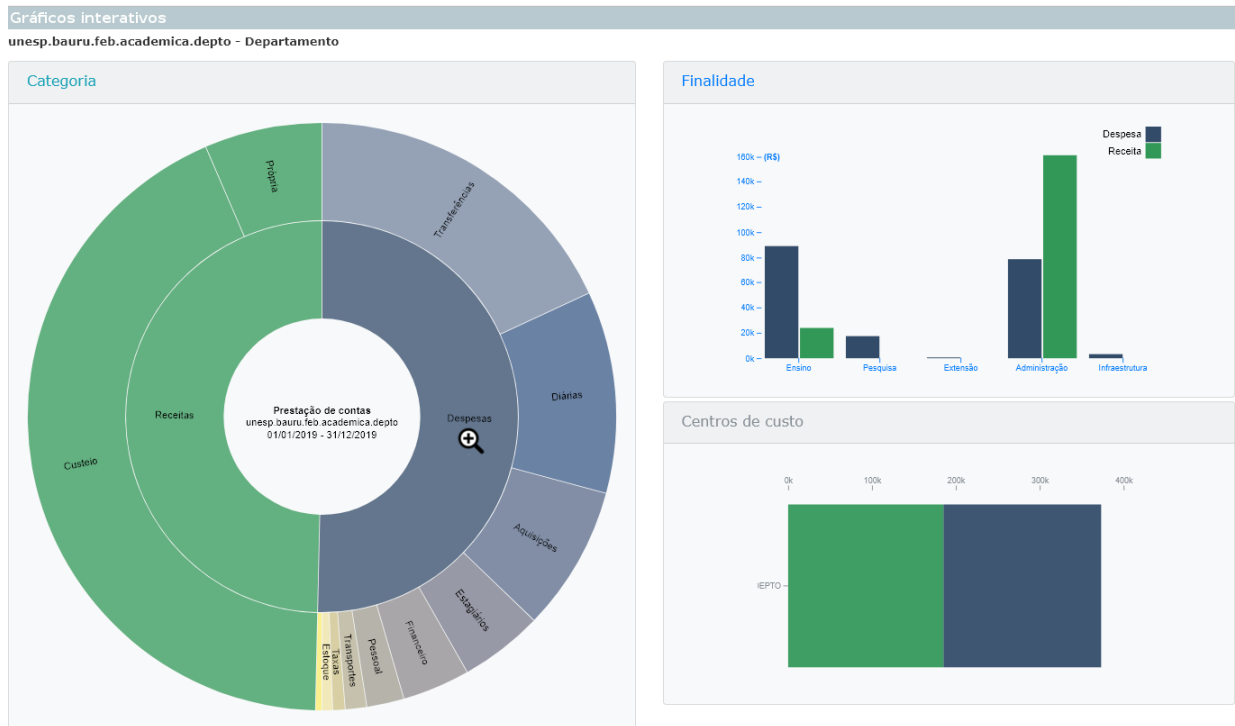 Gráficos interativos
unesp.bauru.feb.academica.depto - Departamento
Categoria
Própria
Transferências
Diárias
Despesas
Receitas
Custeio
Prestação de contas
unesp.bauru.feb.academica.depto
01/01/2019 - 31/12/2019
Aquisições
Estagiários
Financeiro
Pessoal
Transportes
Taxas
Estoque
Finalidade
Despesa
Receita
160k (R$)
140k
120k
100k
80k
60k
40k
20k
0k
Ensino
Pesquisa
Extensão
Administração
Infraestrutura
Centros de custo
0k
100k
200k
300k
400k
IEPTO